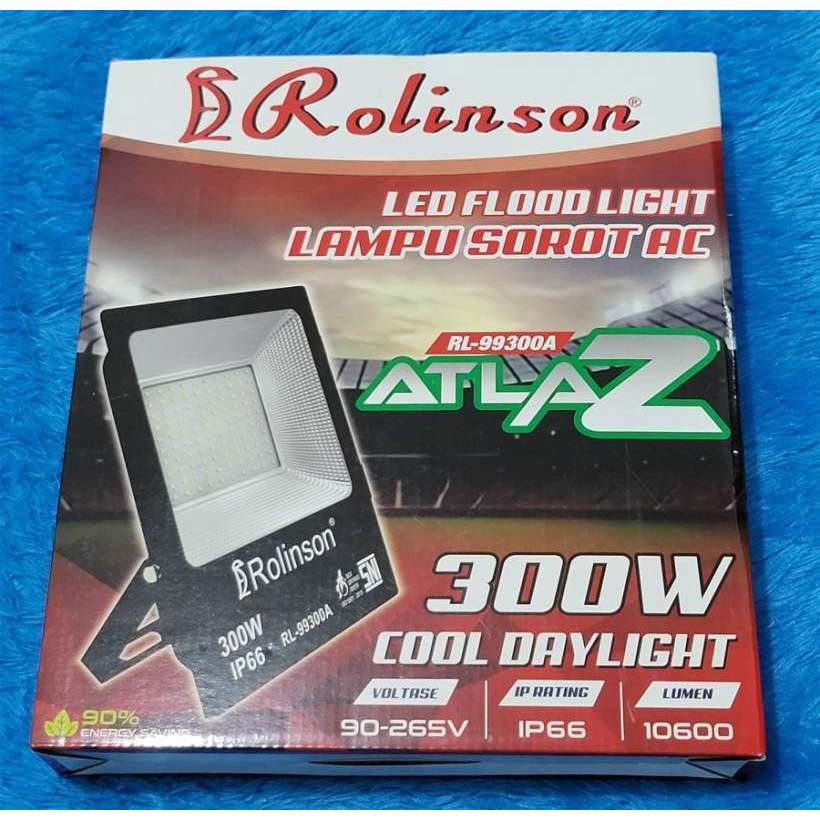 Rolinson®
LED FLOOD LIGHT
LAMPU SOROT AC
RL-99300A
ATLAZ
Rolinson®
300W
IP66 - RL-99300A
SNI
300W
COOL DAYLIGHT
VOLTASE
90-265V
IP RATING
IP66
LUMEN
10600
90%
ENERGY SAVING